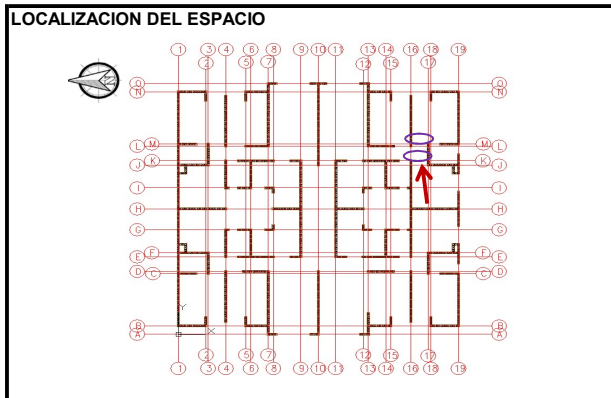 LOCALIZACION DEL ESPACIO
1 3 4 5 6 8 9 10 11 13 14 16 18 19
2 7 12 15 17
O O
N N
M M
L L
K K
J J
I I
H H
G G
F F
E E
D D
C C
Y
X
B B
A A
2 5 7 12 15 17
1 3 4 6 8 9 10 11 13 14 16 18 19